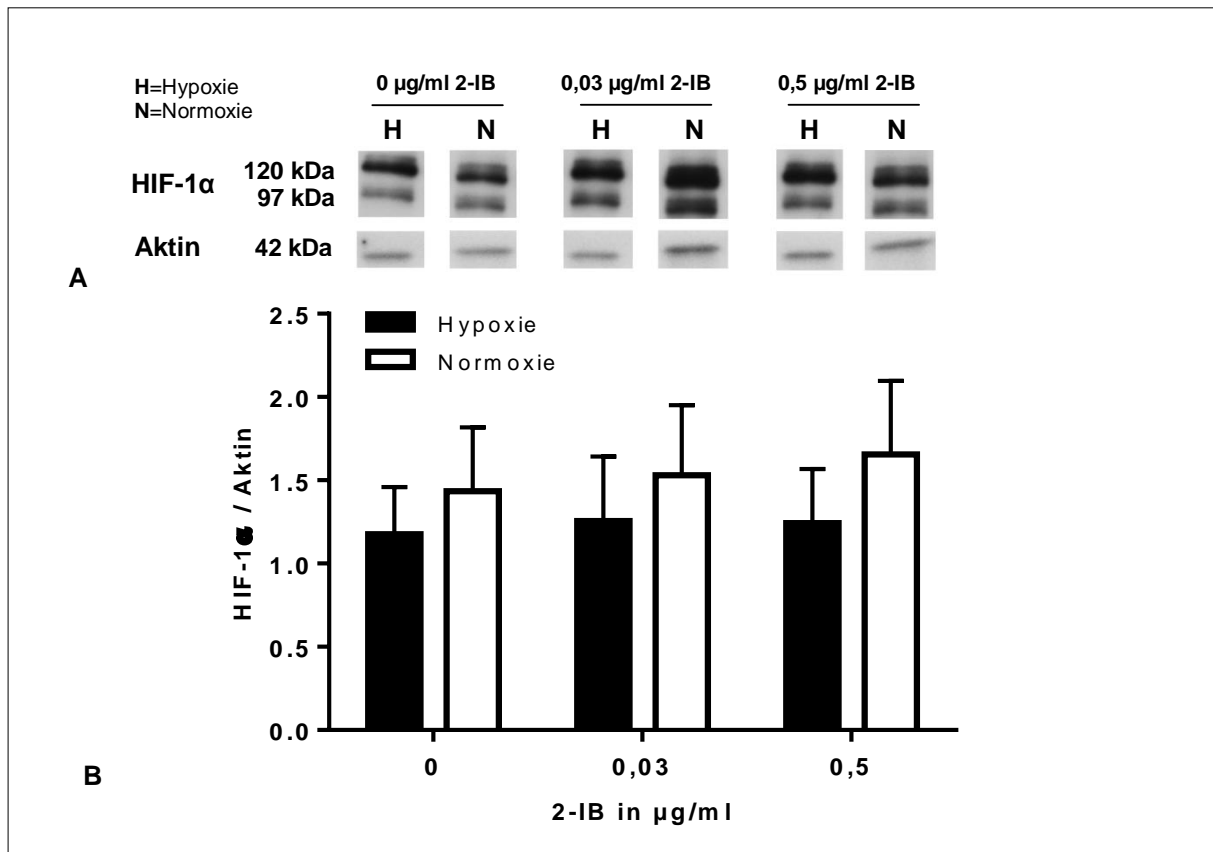 H=Hypoxie
N=Normoxie
0 µg/ml 2-IB 0,03 µg/ml 2-IB 0,5 µg/ml 2-IB
H N H N H N
HIF-1α 120 kDa
97 kDa
Aktin 42 kDa
A
2.5
2.0
1.5
1.0
0.5
0.0
HIF-1α / Aktin
Hypoxie
Normoxie
0 0,03 0,5
B
2-IB in µg/ml